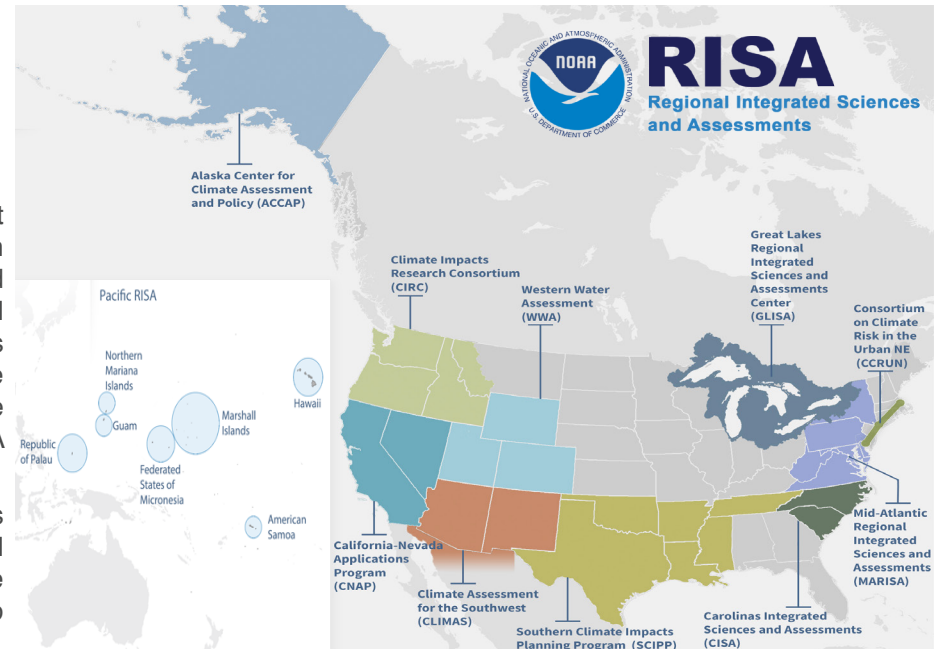 NATIONAL OCEANIC AND ATMOSPHERIC ADMINISTRATION
NOAA
U.S. DEPARTMENT OF COMMERCE
RISA
Regional Integrated Sciences
and Assessments
Alaska Center for
Climate Assessment
and Policy (ACCAP)
Climate Impacts
Research Consortium
(CIRC)
Western Water
Assessment
(WWA)
Great Lakes
Regional
Integrated
Sciences and
Assessments
Center
(GLISA)
Consortium
on Climate
Risk in the
Urban NE
(CCRUN)
Pacific RISA
Northern
Mariana
Islands
Guam
Republic
of Palau
Federated
States of
Micronesia
Marshall
Islands
Hawaii
American
Samoa
California-Nevada
Applications
Program
(CNAP)
Climate Assessment
for the Southwest
(CLIMAS)
Southern Climate Impacts
Planning Program (SCIPP)
Carolinas Integrated
Sciences and Assessments
(CISA)
Mid-Atlantic
Regional
Integrated
Sciences and
Assessments
(MARISA)